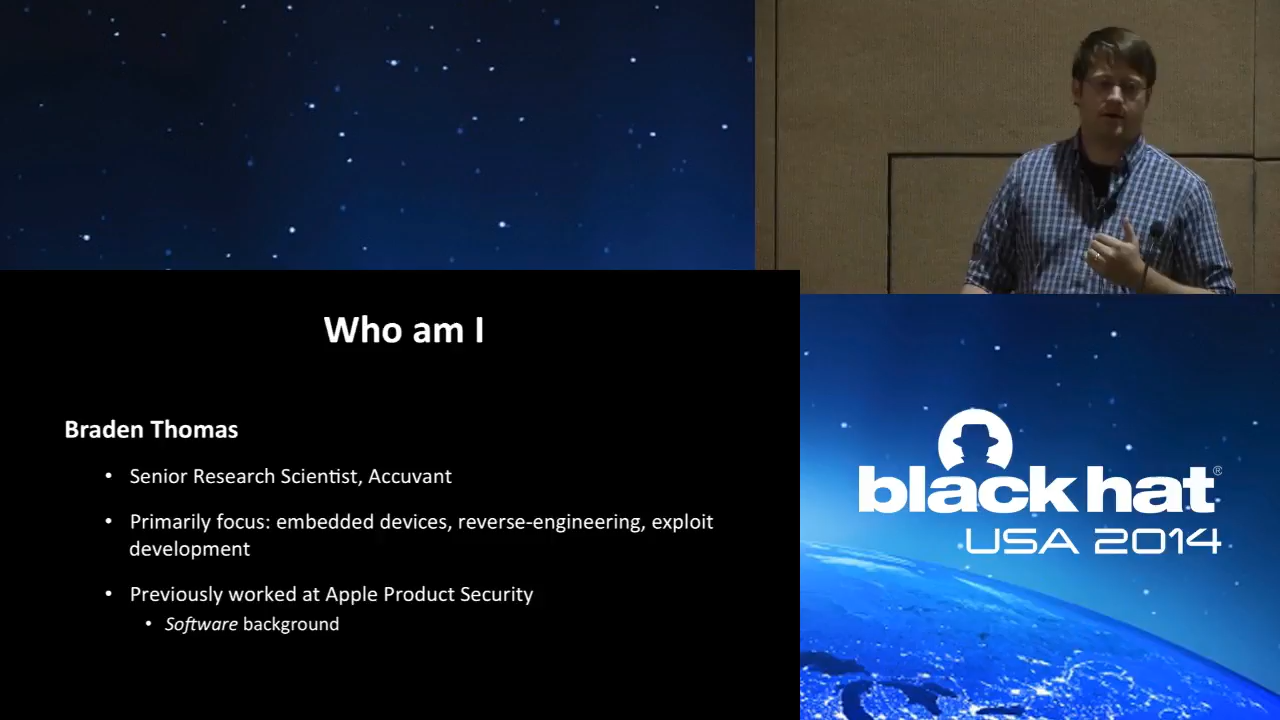 Who am I
Braden Thomas
• Senior Research Scientist, Accuvant
• Primarily focus: embedded devices, reverse-engineering, exploit
development
• Previously worked at Apple Product Security
• Software background
black hat®
USA 2014